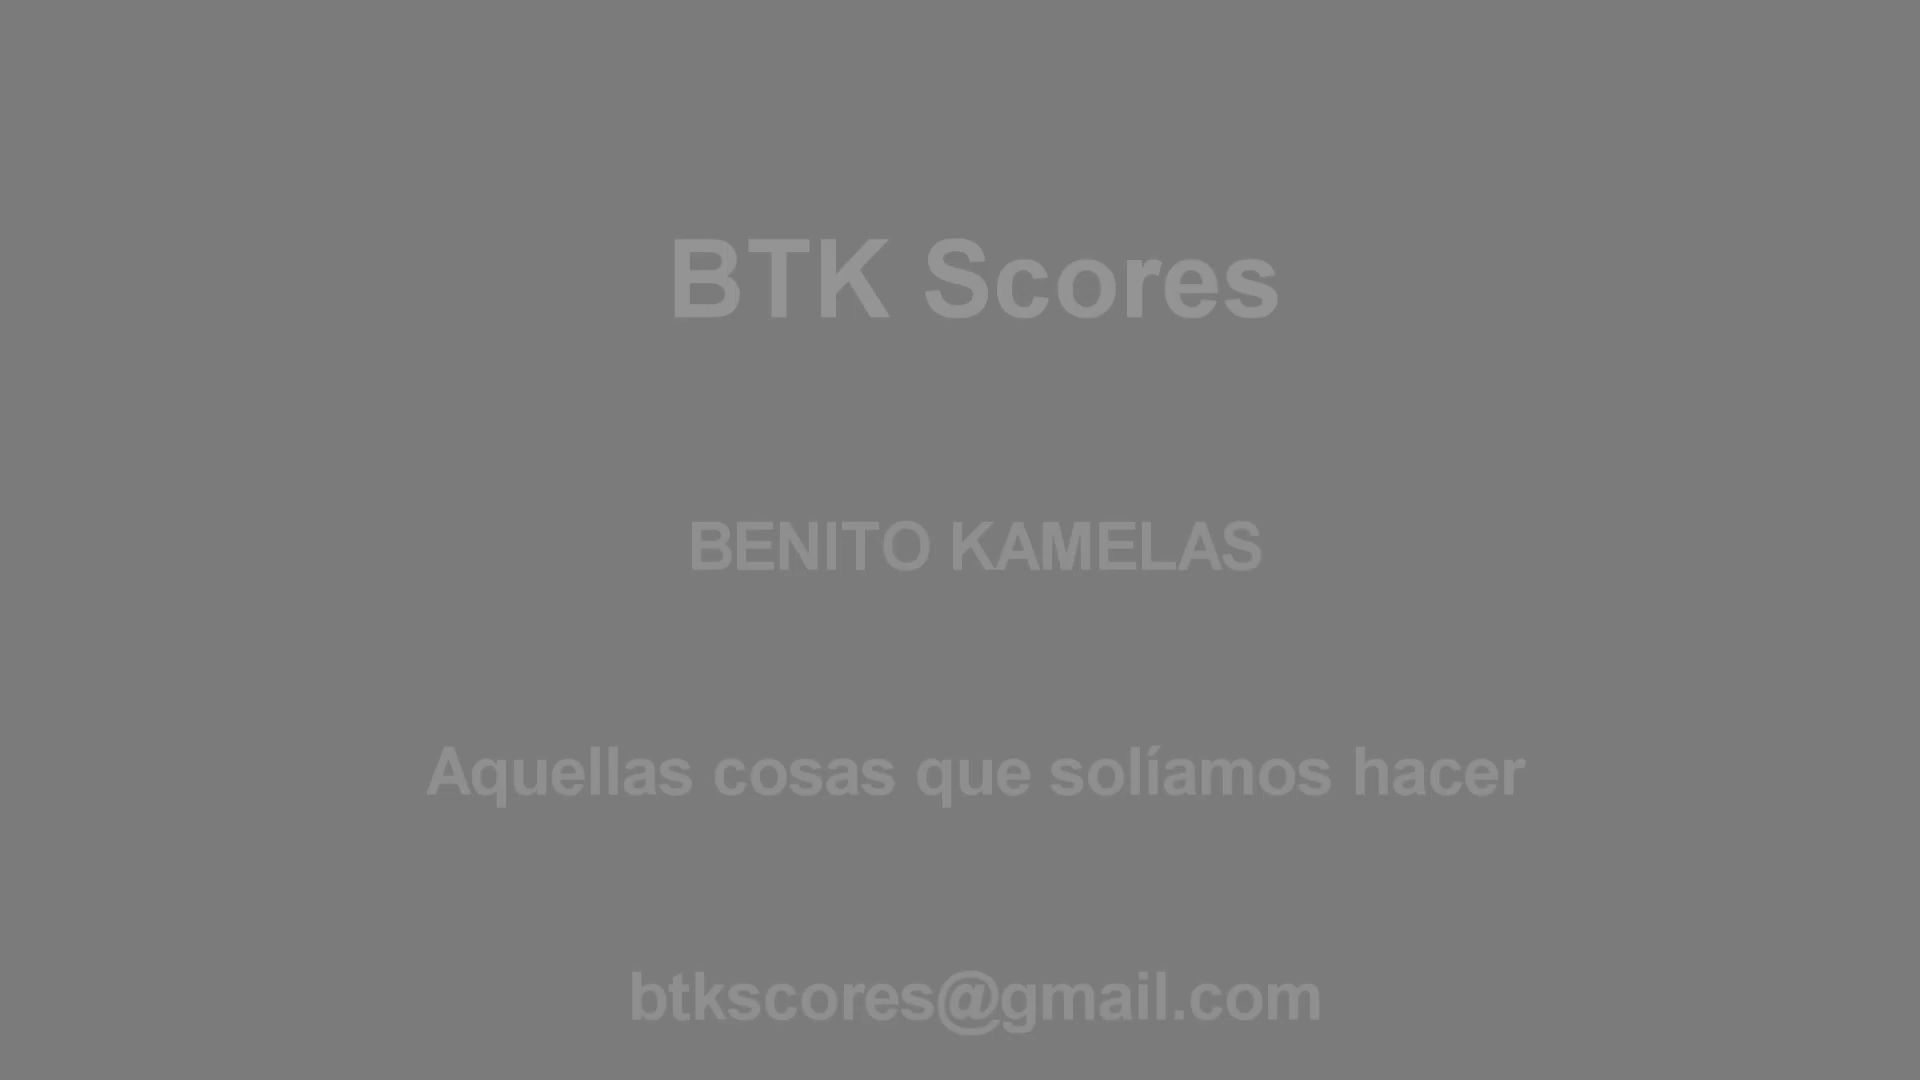 BTK Scores
BENITO KAMELAS
Aquellas cosas que solíamos hacer
btkscores@gmail.com